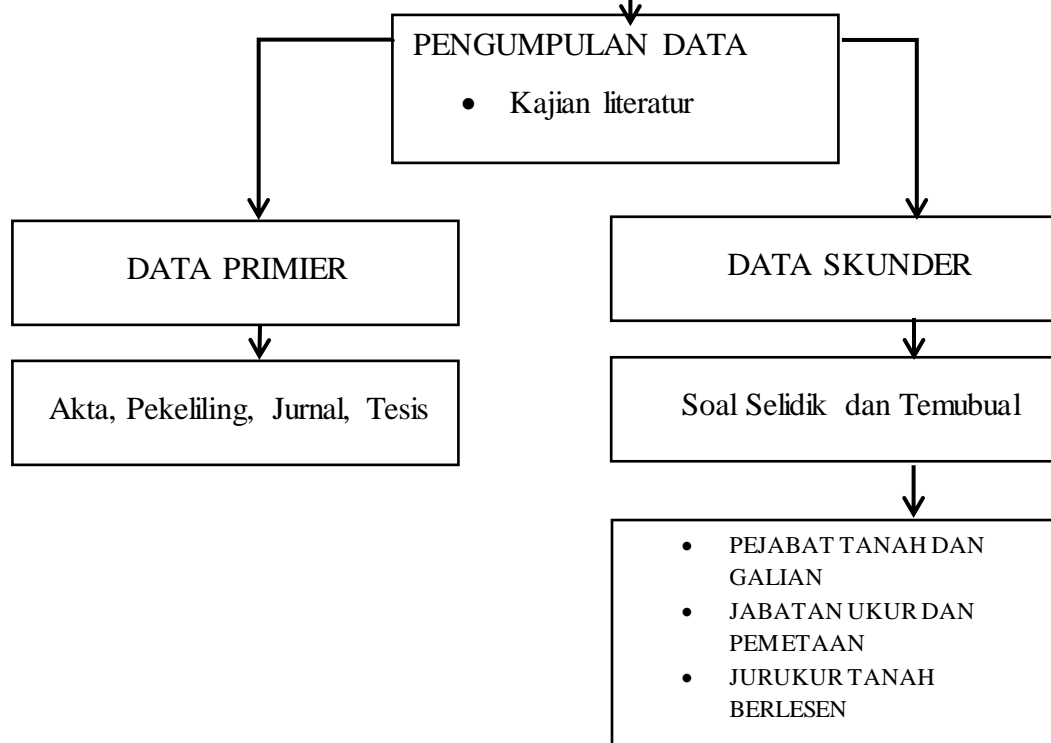 PENGUMPULAN DATA
• Kajian literatur
DATA PRIMIER
DATA SKUNDER
Akta, Pekeliling, Jurnal, Tesis
Soal Selidik dan Temubual
• PEJABAT TANAH DAN
GALIAN
• JABATAN UKUR DAN
PEMETAAN
• JURUKUR TANAH
BERLESEN